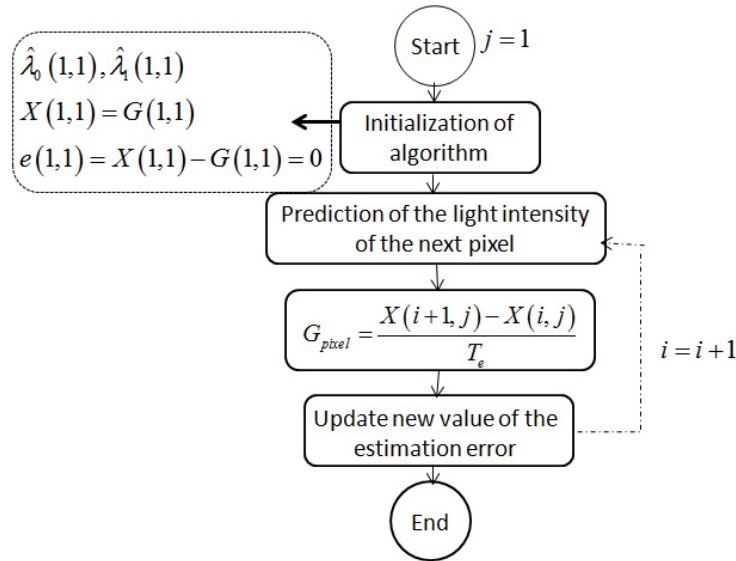 Start
j = 1
λ̂₀(1,1), λ̂₁(1,1)
X(1,1) = G(1,1)
e(1,1) = X(1,1) − G(1,1) = 0
Initialization of
algorithm
Prediction of the light intensity
of the next pixel
G_pixel = (X(i+1, j) − X(i, j)) / T_e
i = i + 1
Update new value of the
estimation error
End